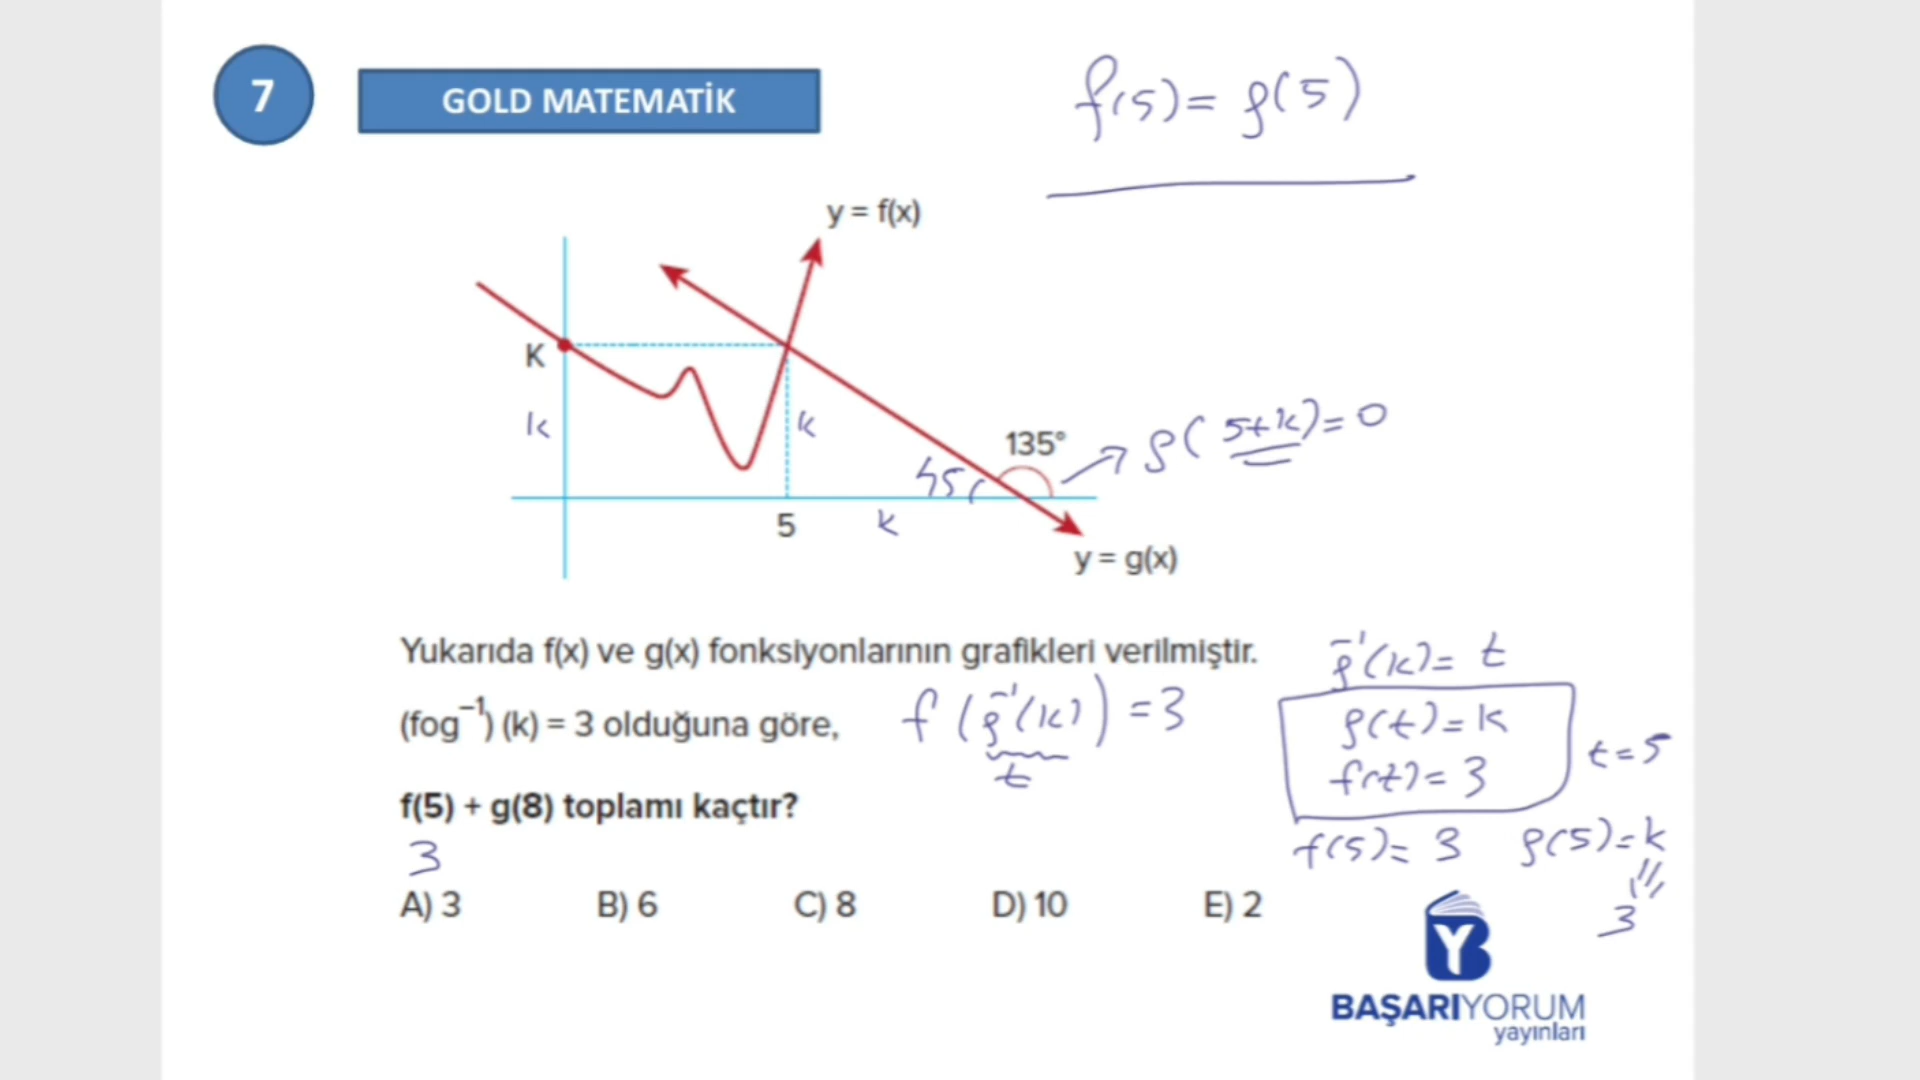 7
GOLD MATEMATİK
f(5) = g(5)
y = f(x)
K
k
k
135°
g(5+k) = 0
45
5
k
y = g(x)
Yukarıda f(x) ve g(x) fonksiyonlarının grafikleri verilmiştir.
g⁻¹(k) = t
(fog⁻¹) (k) = 3 olduğuna göre,
f(g⁻¹(k)) = 3
t
g(t) = k
f(t) = 3
t = 5
f(5) + g(8) toplamı kaçtır?
3
f(5) = 3 g(5) = k
3
A) 3 B) 6 C) 8 D) 10 E) 2
BY
BAŞARIYORUM
yayınları